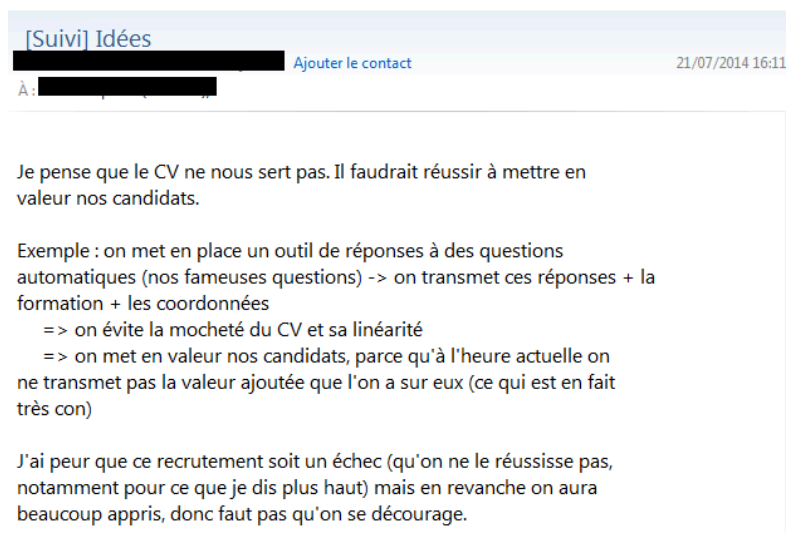 [Suivi] Idées
Ajouter le contact
21/07/2014 16:11
À :
Je pense que le CV ne nous sert pas. Il faudrait réussir à mettre en
valeur nos candidats.
Exemple : on met en place un outil de réponses à des questions
automatiques (nos fameuses questions) -> on transmet ces réponses + la
formation + les coordonnées
=> on évite la mocheté du CV et sa linéarité
=> on met en valeur nos candidats, parce qu'à l'heure actuelle on
ne transmet pas la valeur ajoutée que l'on a sur eux (ce qui est en fait
très con)
J'ai peur que ce recrutement soit un échec (qu'on ne le réussisse pas,
notamment pour ce que je dis plus haut) mais en revanche on aura
beaucoup appris, donc faut pas qu'on se décourage.